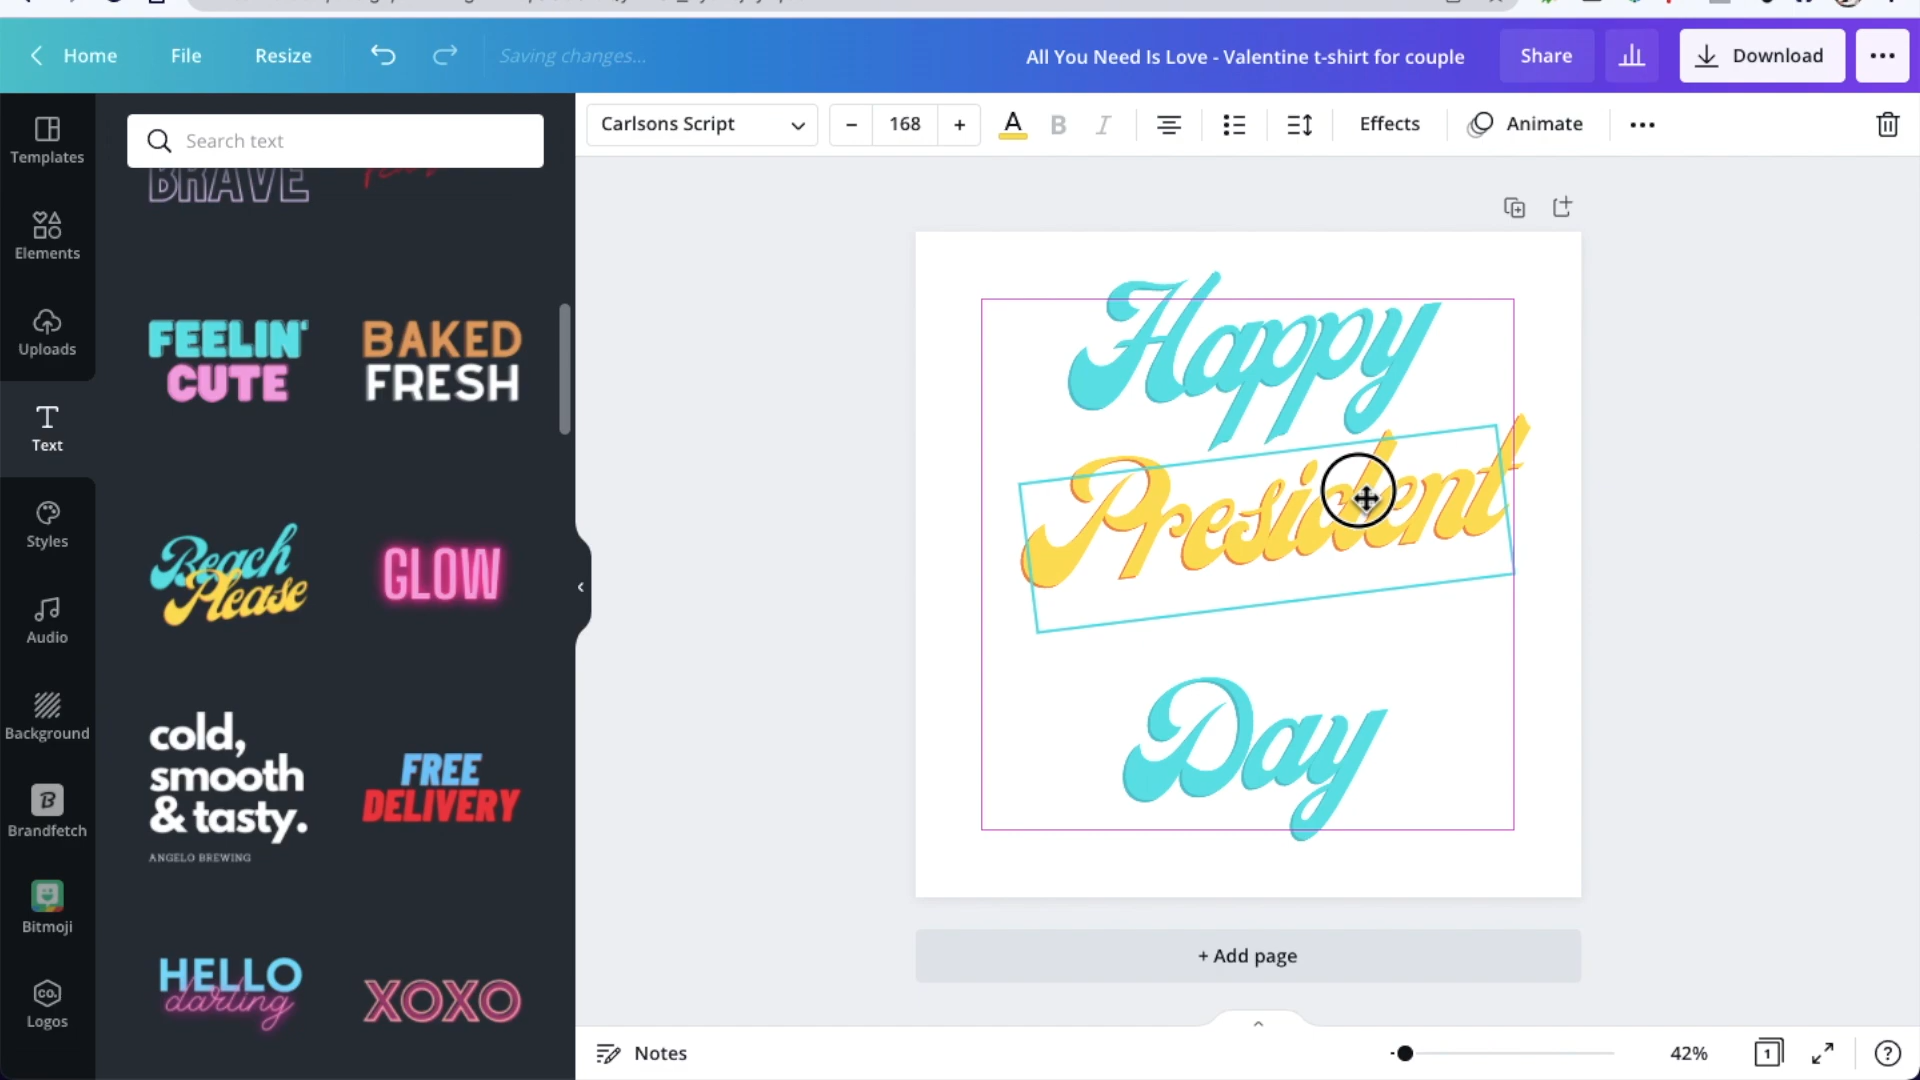 Home
File
Resize
Saving changes...
All You Need Is Love - Valentine t-shirt for couple
Share
Download
Templates
Elements
Uploads
Text
Styles
Audio
Background
Brandfetch
Bitmoji
Logos
Search text
BRAVE
FEELIN'
CUTE
BAKED
FRESH
Beach
Please
GLOW
cold,
smooth
& tasty.
ANGELO BREWING
FREE
DELIVERY
HELLO
darling
XOXO
Carlsons Script
168
A
B
I
Effects
Animate
Happy
President
Day
+ Add page
Notes
42%
1